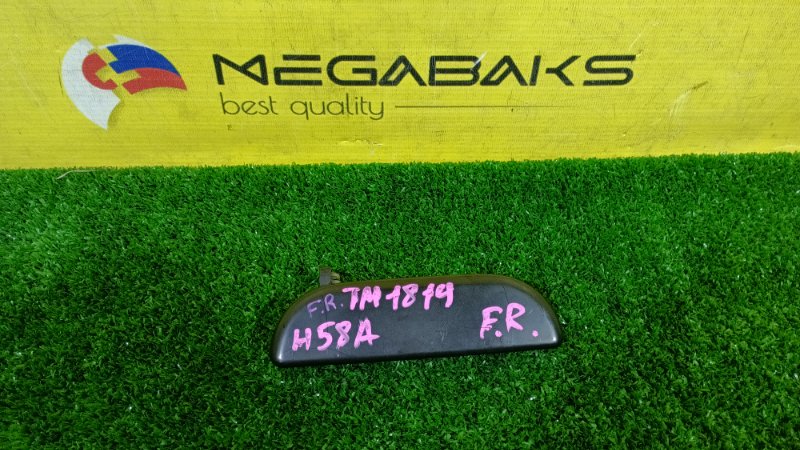 MEGABAKS
best quality
F.R. TM1819
H58A F.R.